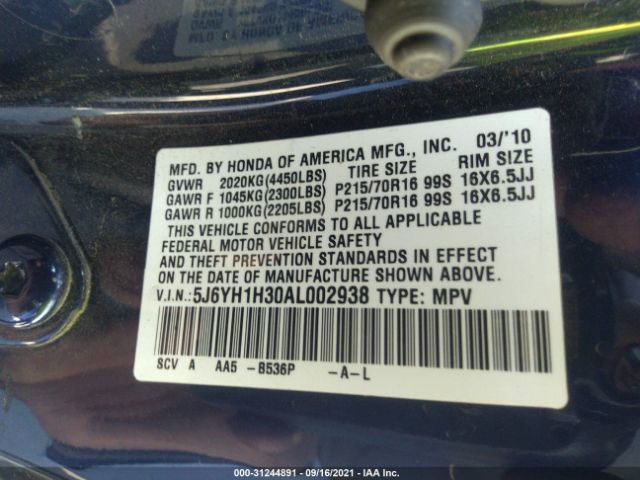 MFD. BY HONDA OF AMERICA MFG., INC. 03/'10
GVWR 2020KG(4450LBS) TIRE SIZE RIM SIZE
GAWR F 1045KG(2300LBS) P215/70R16 99S 16X6.5JJ
GAWR R 1000KG(2205LBS) P215/70R16 99S 16X6.5JJ
THIS VEHICLE CONFORMS TO ALL APPLICABLE
FEDERAL MOTOR VEHICLE SAFETY
AND THEFT PREVENTION STANDARDS IN EFFECT
ON THE DATE OF MANUFACTURE SHOWN ABOVE.
V.I.N.:5J6YH1H30AL002938 TYPE: MPV
SCV A AA5 -B536P -A-L
000-31244891 - 09/16/2021 - IAA Inc.